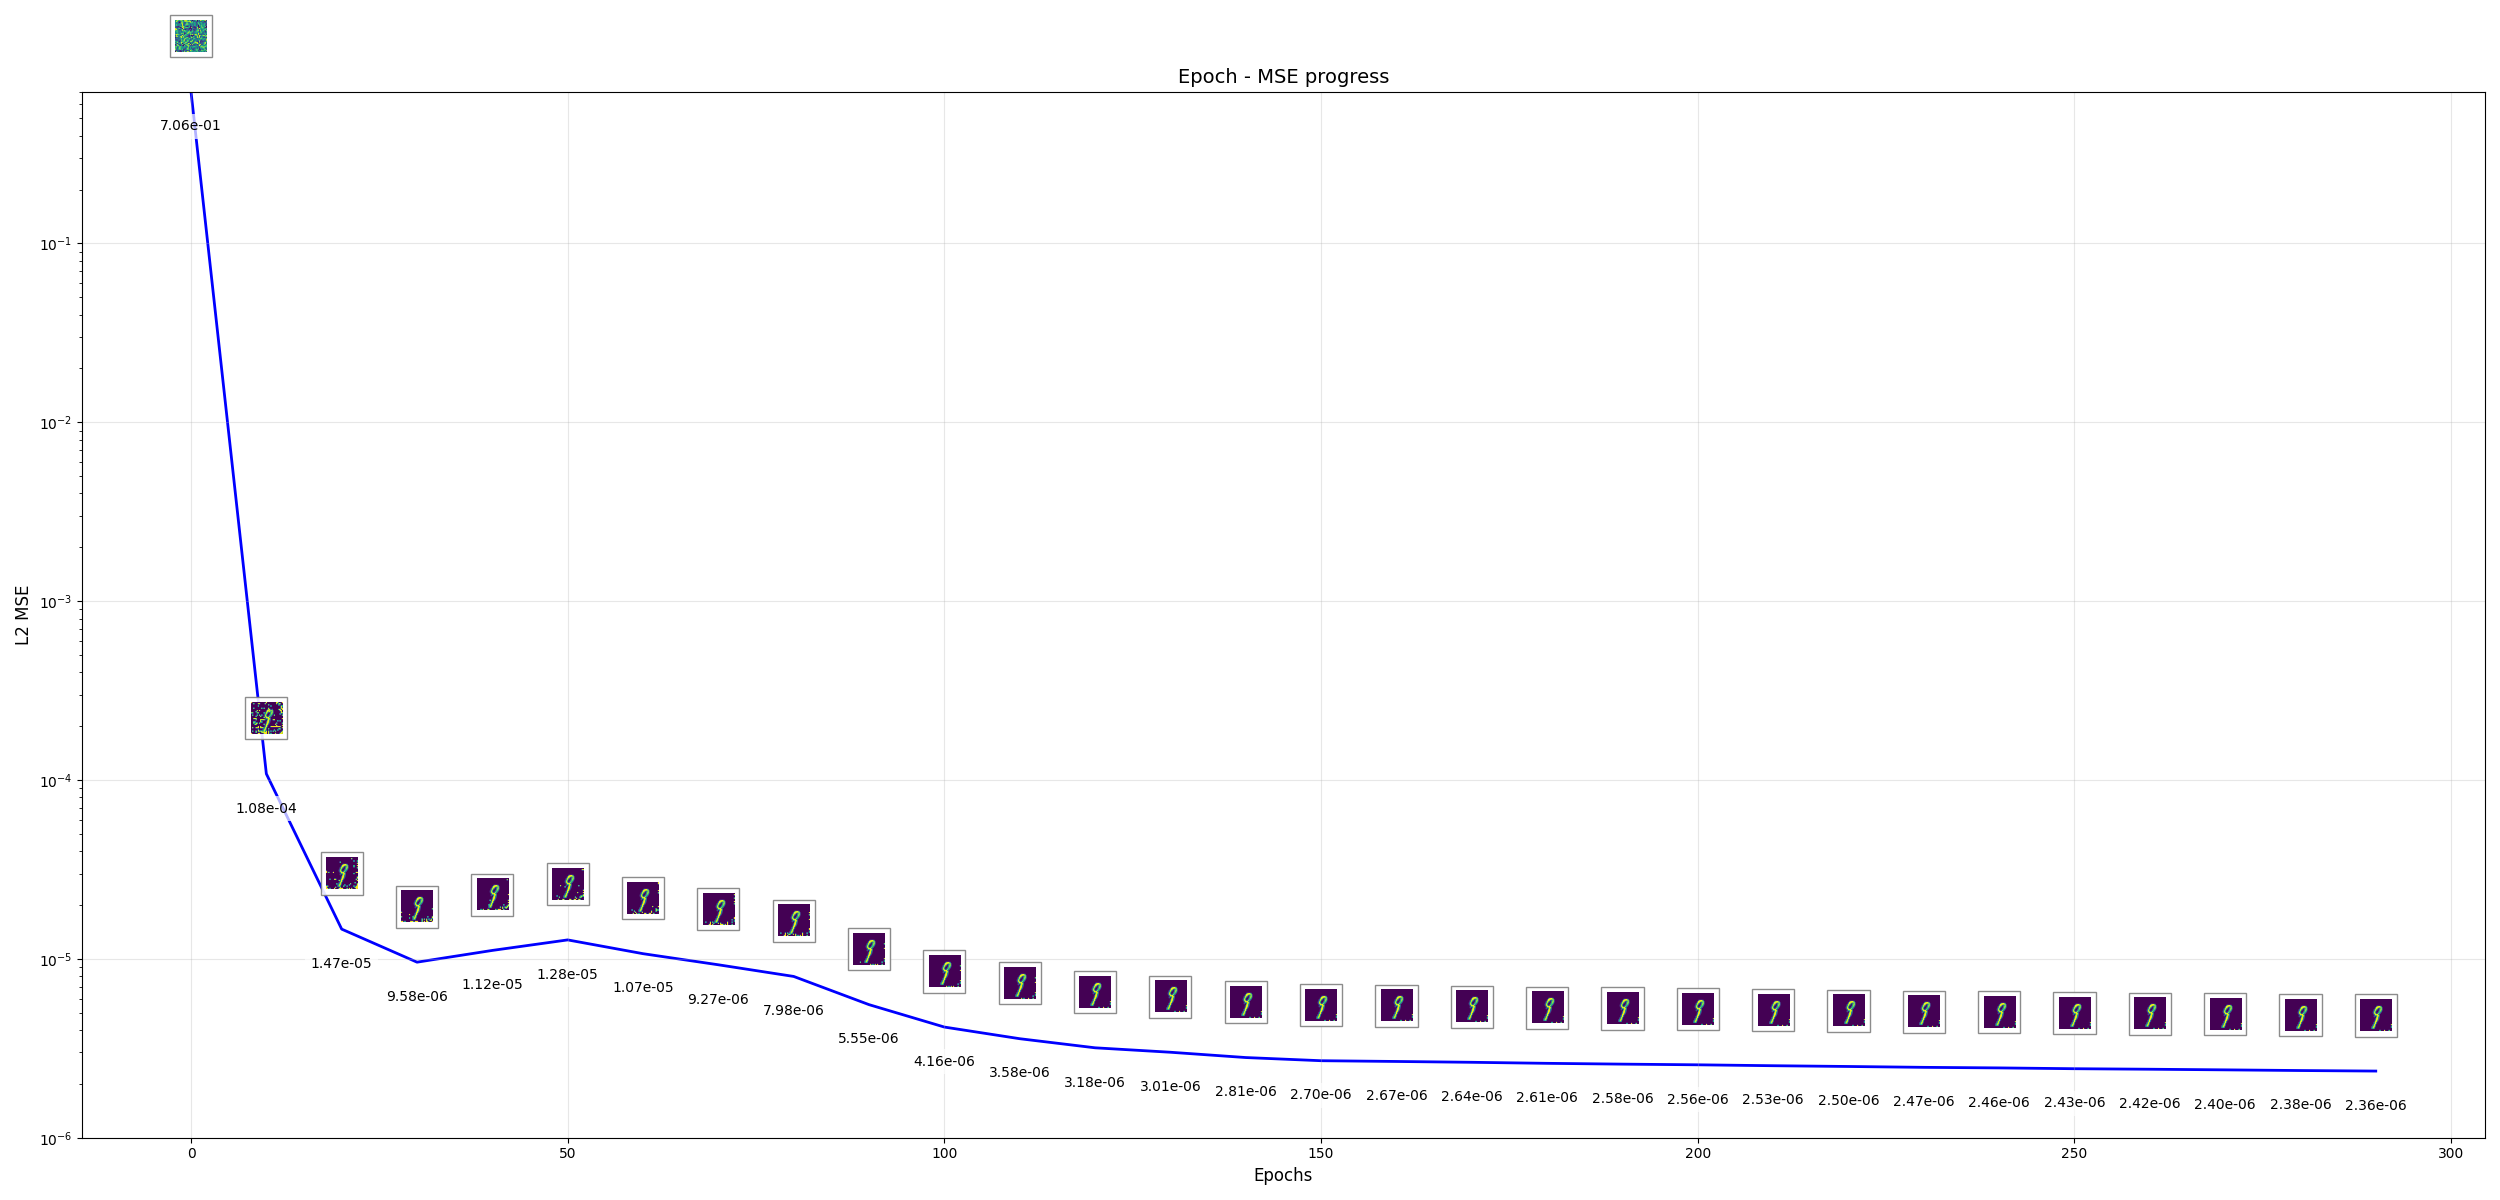 Epoch - MSE progress
L2 MSE
10⁻¹
10⁻²
10⁻³
10⁻⁴
10⁻⁵
10⁻⁶
7.06e-01
1.08e-04
1.47e-05
9.58e-06
1.12e-05
1.28e-05
1.07e-05
9.27e-06
7.98e-06
5.55e-06
4.16e-06
3.58e-06
3.18e-06
3.01e-06
2.81e-06
2.70e-06
2.67e-06
2.64e-06
2.61e-06
2.58e-06
2.56e-06
2.53e-06
2.50e-06
2.47e-06
2.46e-06
2.43e-06
2.42e-06
2.40e-06
2.38e-06
2.36e-06
0 50 100 150 200 250 300
Epochs